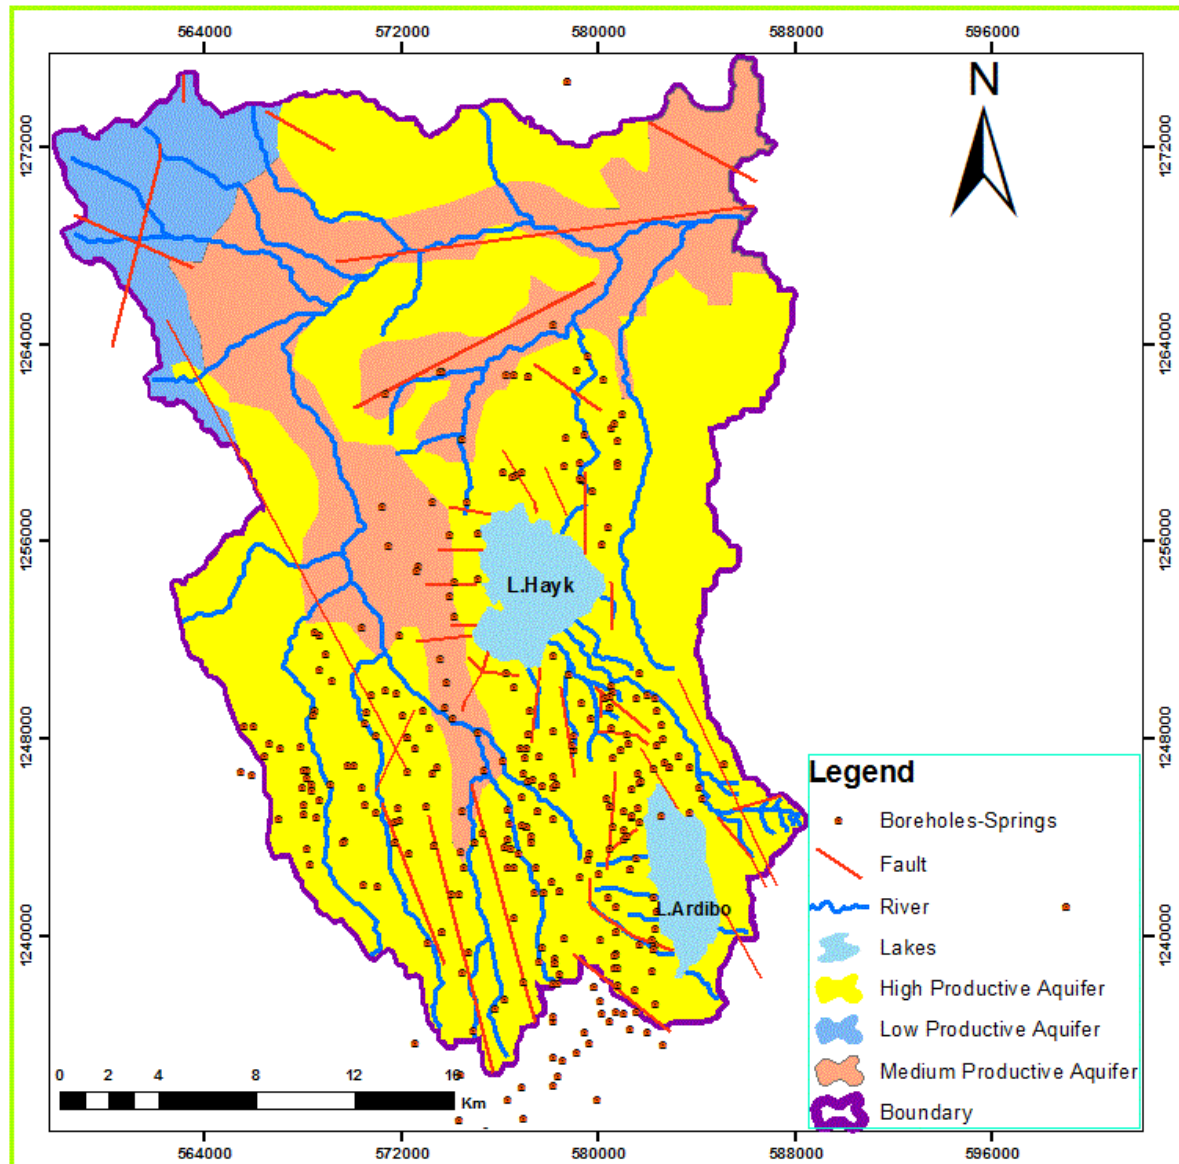 564000 572000 580000 588000 596000
N
1272000 1272000
1264000 1264000
1256000 1256000
L.Hayk
1248000 1248000
Legend
Boreholes-Springs
Fault
River
L.Ardibo
Lakes
1240000 1240000
High Productive Aquifer
Low Productive Aquifer
Medium Productive Aquifer
0 2 4 8 12 16
Km
Boundary
564000 572000 580000 588000 596000